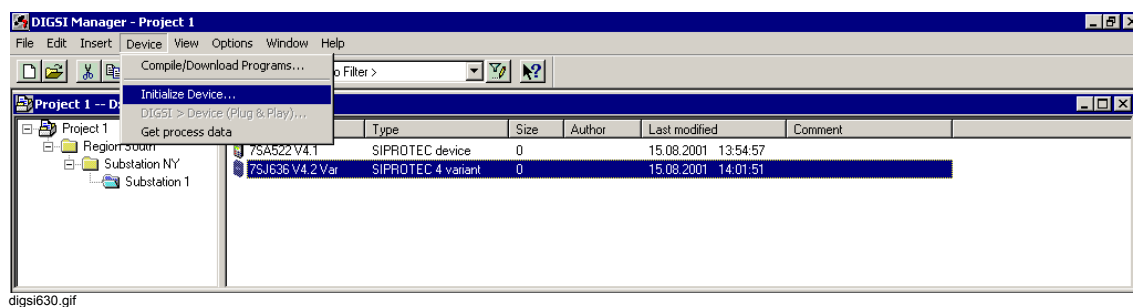 DIGSI Manager - Project 1
File Edit Insert Device View Options Window Help
Compile/Download Programs...
o Filter >
Initialize Device...
DIGSI > Device (Plug & Play)...
Get process data
Project 1 -- D:
Type Size Author Last modified Comment
Project 1
Region South
Substation NY
Substation 1
7SA522 V4.1 SIPROTEC device 0 15.08.2001 13:54:57
7SJ636 V4.2 Var SIPROTEC 4 variant 0 15.08.2001 14:01:51
digsi630.gif